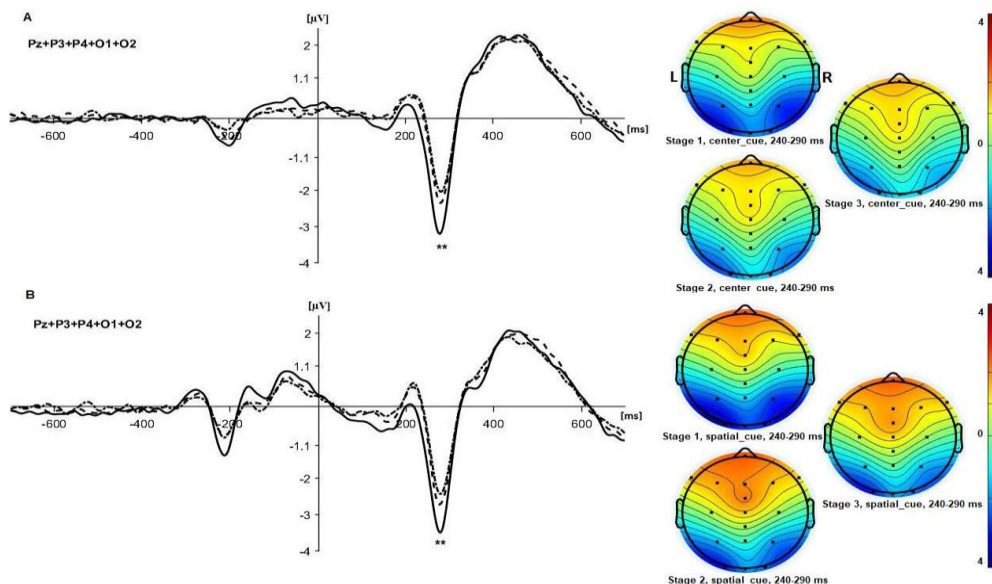 A
[µV]
Pz+P3+P4+O1+O2
2
1.1
-600
-400
-200
200
400
600
[ms]
-1.1
-2
-3
-4
**
L
R
Stage 1, center_cue, 240-290 ms
Stage 3, center_cue, 240-290 ms
Stage 2, center_cue, 240-290 ms
4
0
4
B
[µV]
Pz+P3+P4+O1+O2
2
1.1
-600
-400
-200
200
400
600
[ms]
-1.1
-2
-3
-4
**
Stage 1, spatial_cue, 240-290 ms
Stage 3, spatial_cue, 240-290 ms
Stage 2, spatial_cue, 240-290 ms
4
0
4